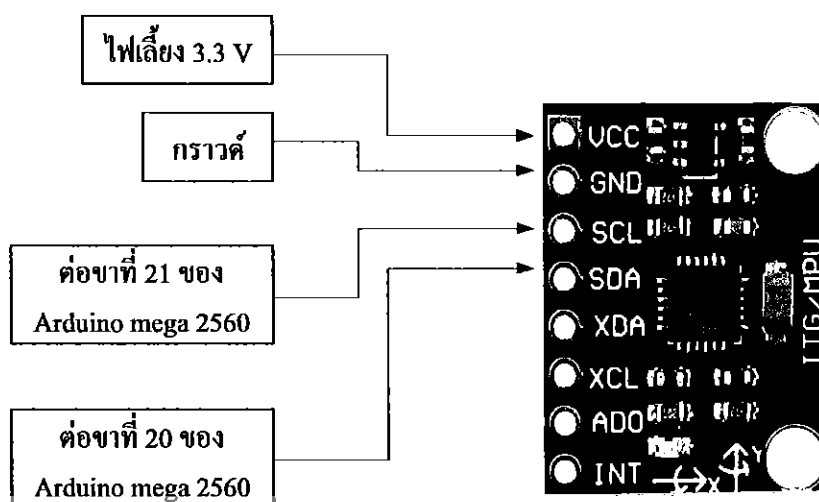 ไฟเลี้ยง 3.3 V
กราวด์
ต่อขาที่ 21 ของ
Arduino mega 2560
ต่อขาที่ 20 ของ
Arduino mega 2560
VCC
GND
SCL
SDA
XDA
XCL
ADO
INT
ITG/MPU
X
Y